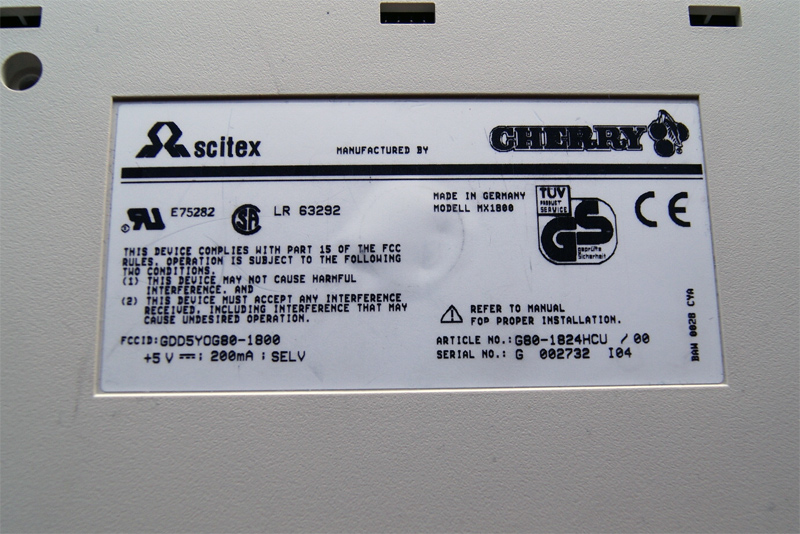 scitex
MANUFACTURED BY
CHERRY
E75282
LR 63292
MADE IN GERMANY
MODELL MX1800
TÜV
PRODUCT
SERVICE
GS
geprüfte
Sicherheit
CE
THIS DEVICE COMPLIES WITH PART 15 OF THE FCC
RULES. OPERATION IS SUBJECT TO THE FOLLOWING
TWO CONDITIONS.
(1) THIS DEVICE MAY NOT CAUSE HARMFUL
INTERFERENCE. AND
(2) THIS DEVICE MUST ACCEPT ANY INTERFERENCE
RECEIVED, INCLUDING INTERFERENCE THAT MAY
CAUSE UNDESIRED OPERATION.
FCCID:GDD5YOG80-1800
+5 V ⎓: 200mA : SELV
REFER TO MANUAL
FOR PROPER INSTALLATION.
ARTICLE NO.:G80-1824HCU / 00
SERIAL NO.: G 002732 I04
BAW 0028 CYA